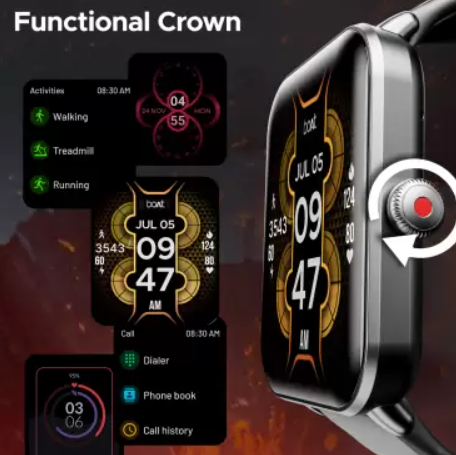 Functional Crown
Activities 08:30 AM
Walking
Treadmill
Running
04
24 NOV MON
55
boAt
JUL 05
3543 09 124
60 47 80
AM
Call 08:30 AM
Dialer
Phone book
Call history
93%
03
06
boAt
JUL 05
3543 09 124
60 47 80
AM